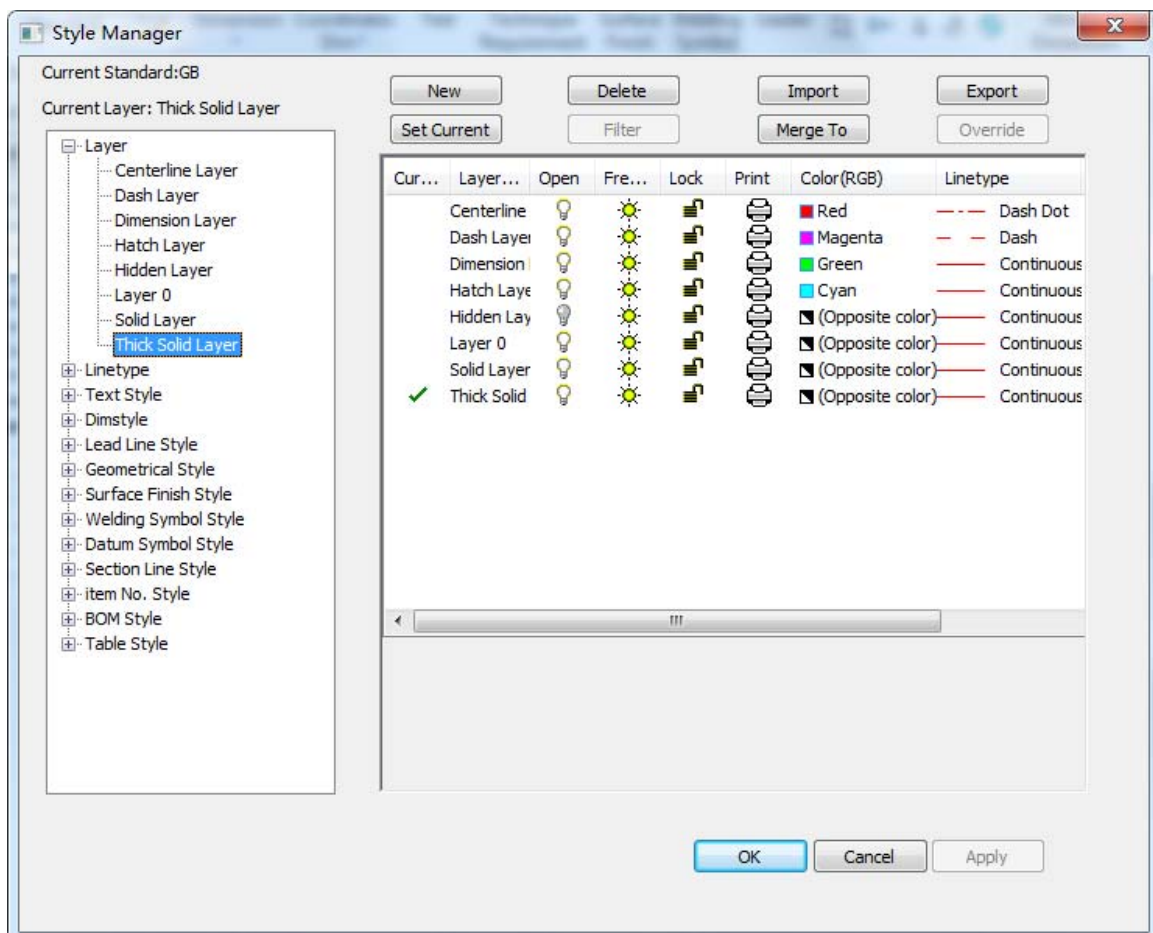 Style Manager
Current Standard:GB
Current Layer: Thick Solid Layer
New Delete Import Export
Set Current Filter Merge To Override
Layer
Centerline Layer
Dash Layer
Dimension Layer
Hatch Layer
Hidden Layer
Layer 0
Solid Layer
Thick Solid Layer
Linetype
Text Style
Dimstyle
Lead Line Style
Geometrical Style
Surface Finish Style
Welding Symbol Style
Datum Symbol Style
Section Line Style
item No. Style
BOM Style
Table Style
Cur... Layer... Open Fre... Lock Print Color(RGB) Linetype
Centerline Red Dash Dot
Dash Layer Magenta Dash
Dimension Green Continuous
Hatch Laye Cyan Continuous
Hidden Lay (Opposite color) Continuous
Layer 0 (Opposite color) Continuous
Solid Layer (Opposite color) Continuous
Thick Solid (Opposite color) Continuous
OK Cancel Apply